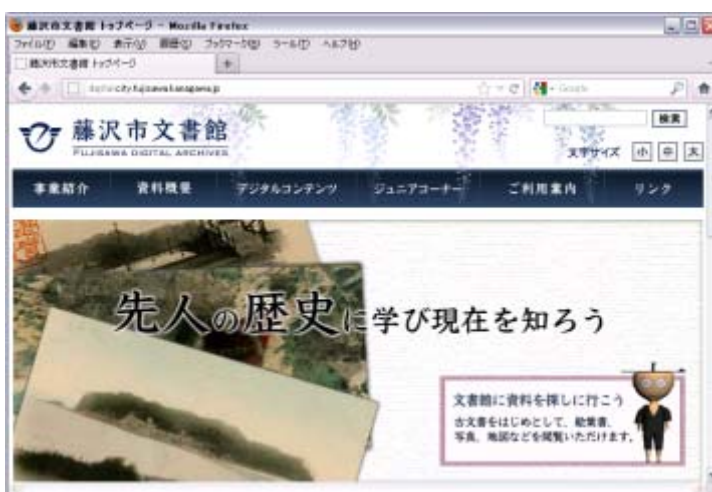 藤沢市文書館 トップページ - Mozilla Firefox
ファイル(F) 編集(E) 表示(V) 履歴(S) ブックマーク(B) ツール(T) ヘルプ(H)
藤沢市文書館 トップページ
city.fujisawa.kanagawa.jp
Google
藤沢市文書館
FUJISAWA DIGITAL ARCHIVES
検索
文字サイズ 小 中 大
事業紹介 資料概要 デジタルコンテンツ ジュニアコーナー ご利用案内 リンク
先人の歴史に学び現在を知ろう
文書館に資料を探しに行こう
古文書をはじめとして、絵葉書、
写真、地図などを閲覧いただけます。